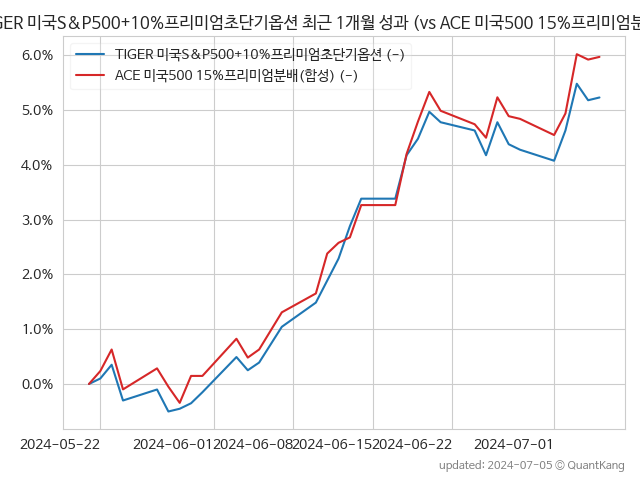 GER 미국S&P500+10%프리미엄초단기옵션 최근 1개월 성과 (vs ACE 미국500 15%프리미엄분
TIGER 미국S&P500+10%프리미엄초단기옵션 (-)
ACE 미국500 15%프리미엄분배(합성) (-)
6.0%
5.0%
4.0%
3.0%
2.0%
1.0%
0.0%
2024-05-22 2024-06-01 2024-06-08 2024-06-15 2024-06-22 2024-07-01
updated: 2024-07-05 © QuantKang